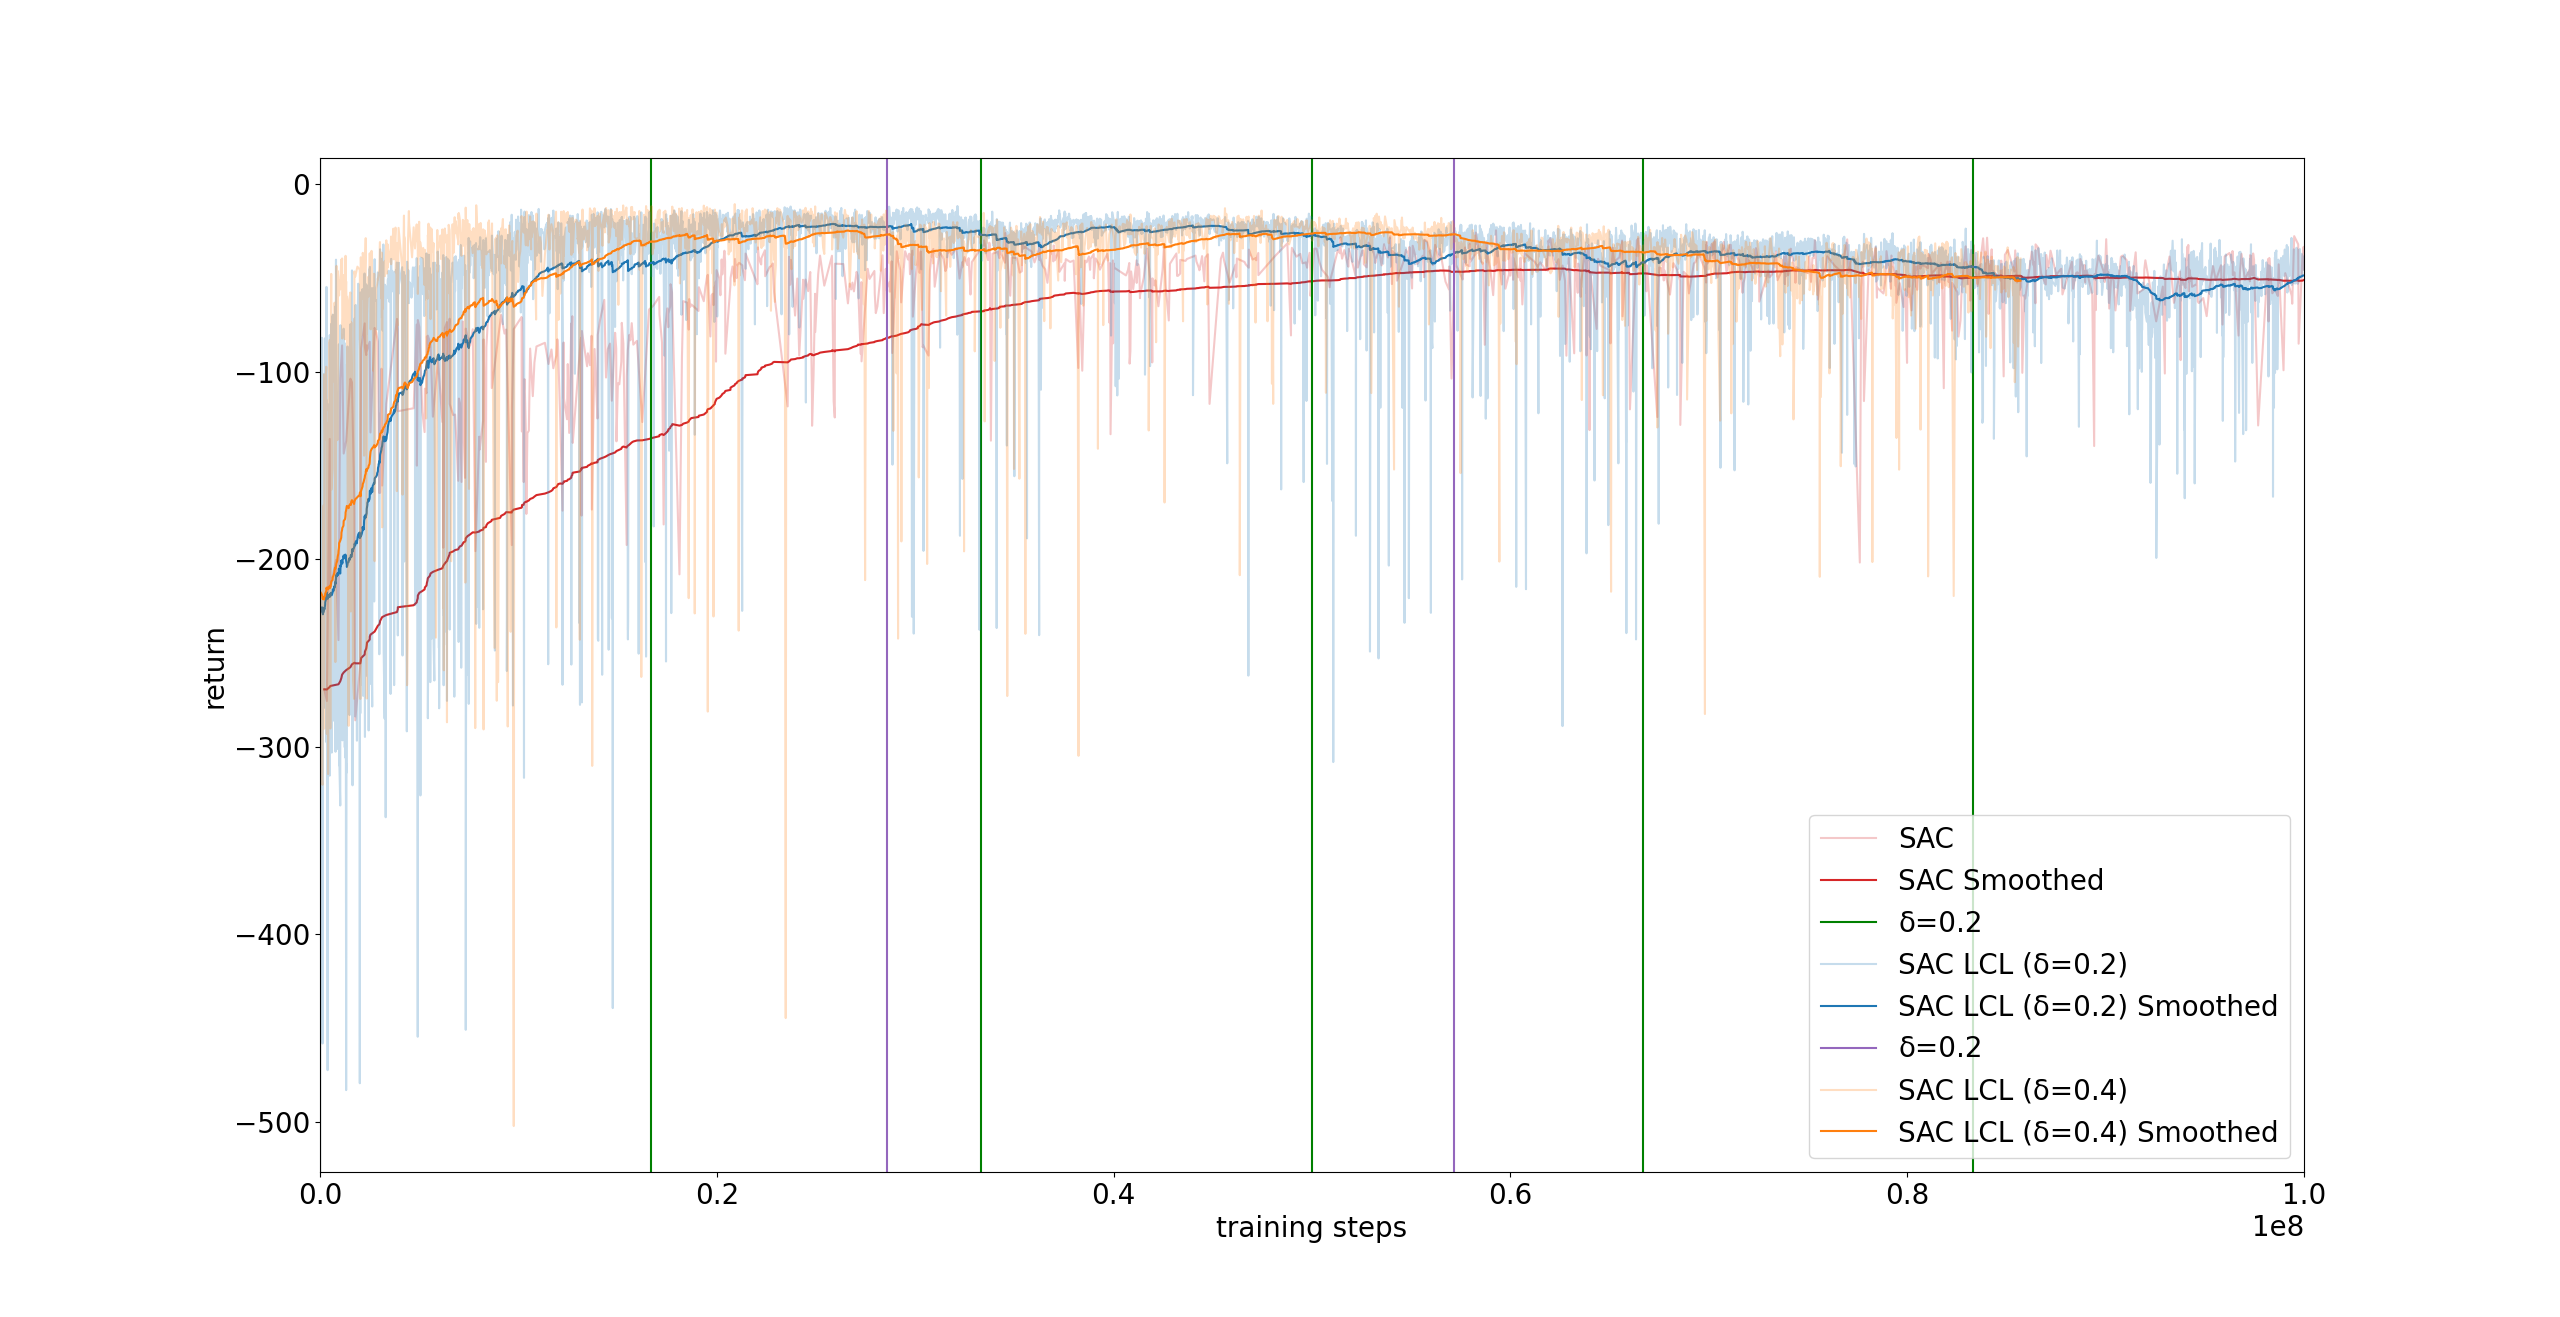 0
−100
−200
−300
−400
−500
return
0.0
0.2
0.4
0.6
0.8
1.0
training steps
1e8
SAC
SAC Smoothed
δ=0.2
SAC LCL (δ=0.2)
SAC LCL (δ=0.2) Smoothed
δ=0.2
SAC LCL (δ=0.4)
SAC LCL (δ=0.4) Smoothed